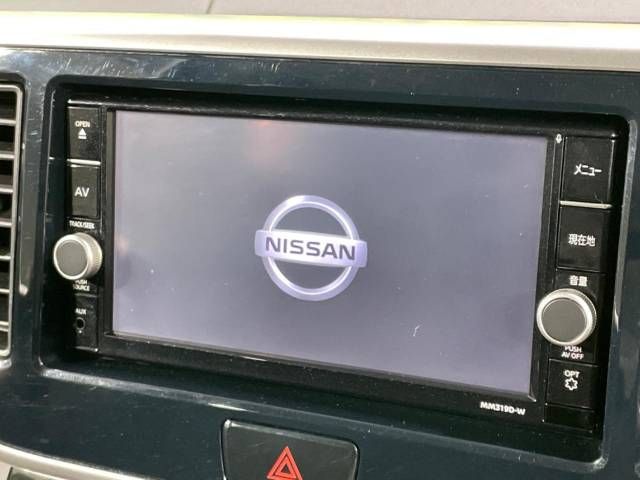 OPEN
AV
TRACK/SEEK
PUSH
SOURCE
AUX
NISSAN
メニュー
現在地
音量
PUSH
AV OFF
OPT
MM319D-W